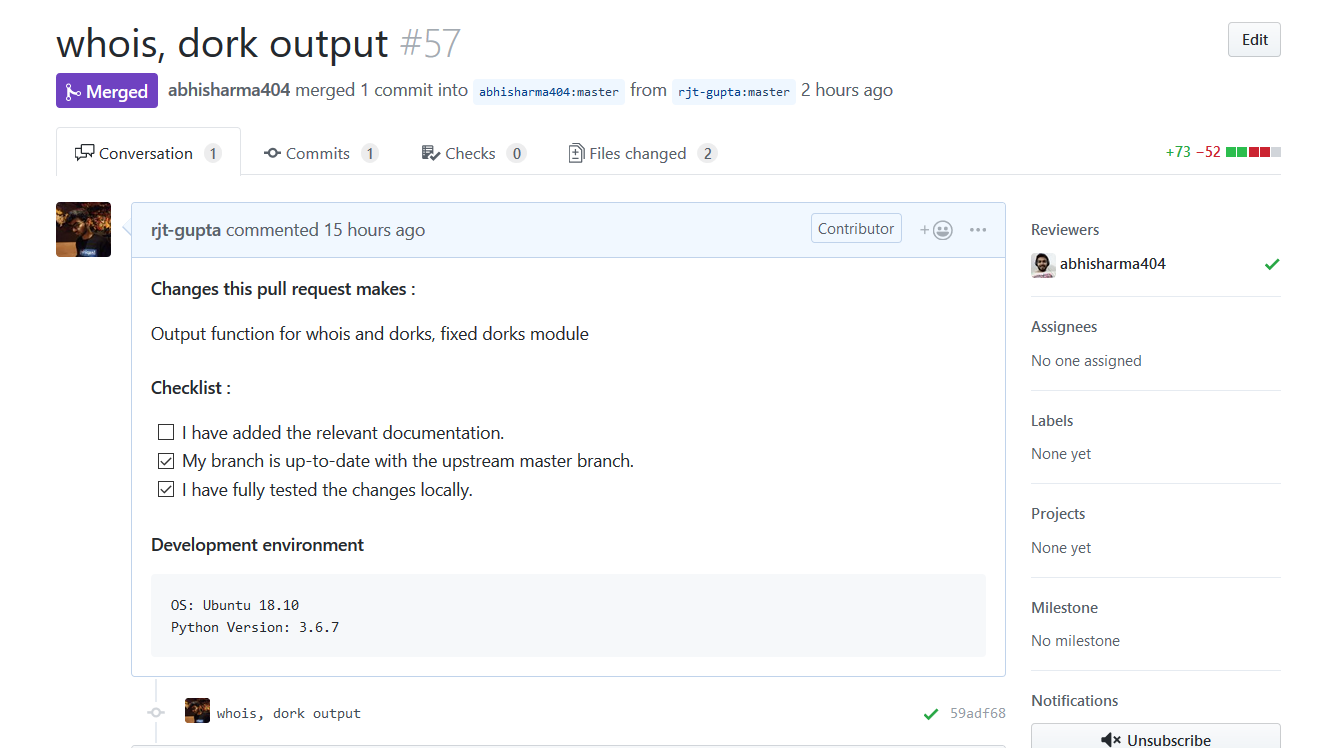 whois, dork output #57
Edit
Merged abhisharma404 merged 1 commit into abhisharma404:master from rjt-gupta:master 2 hours ago
Conversation 1 Commits 1 Checks 0 Files changed 2 +73 −52
rjt-gupta commented 15 hours ago Contributor
Changes this pull request makes :
Output function for whois and dorks, fixed dorks module
Checklist :
I have added the relevant documentation.
My branch is up-to-date with the upstream master branch.
I have fully tested the changes locally.
Development environment
OS: Ubuntu 18.10
Python Version: 3.6.7
whois, dork output 59adf68
Reviewers
abhisharma404
Assignees
No one assigned
Labels
None yet
Projects
None yet
Milestone
No milestone
Notifications
Unsubscribe